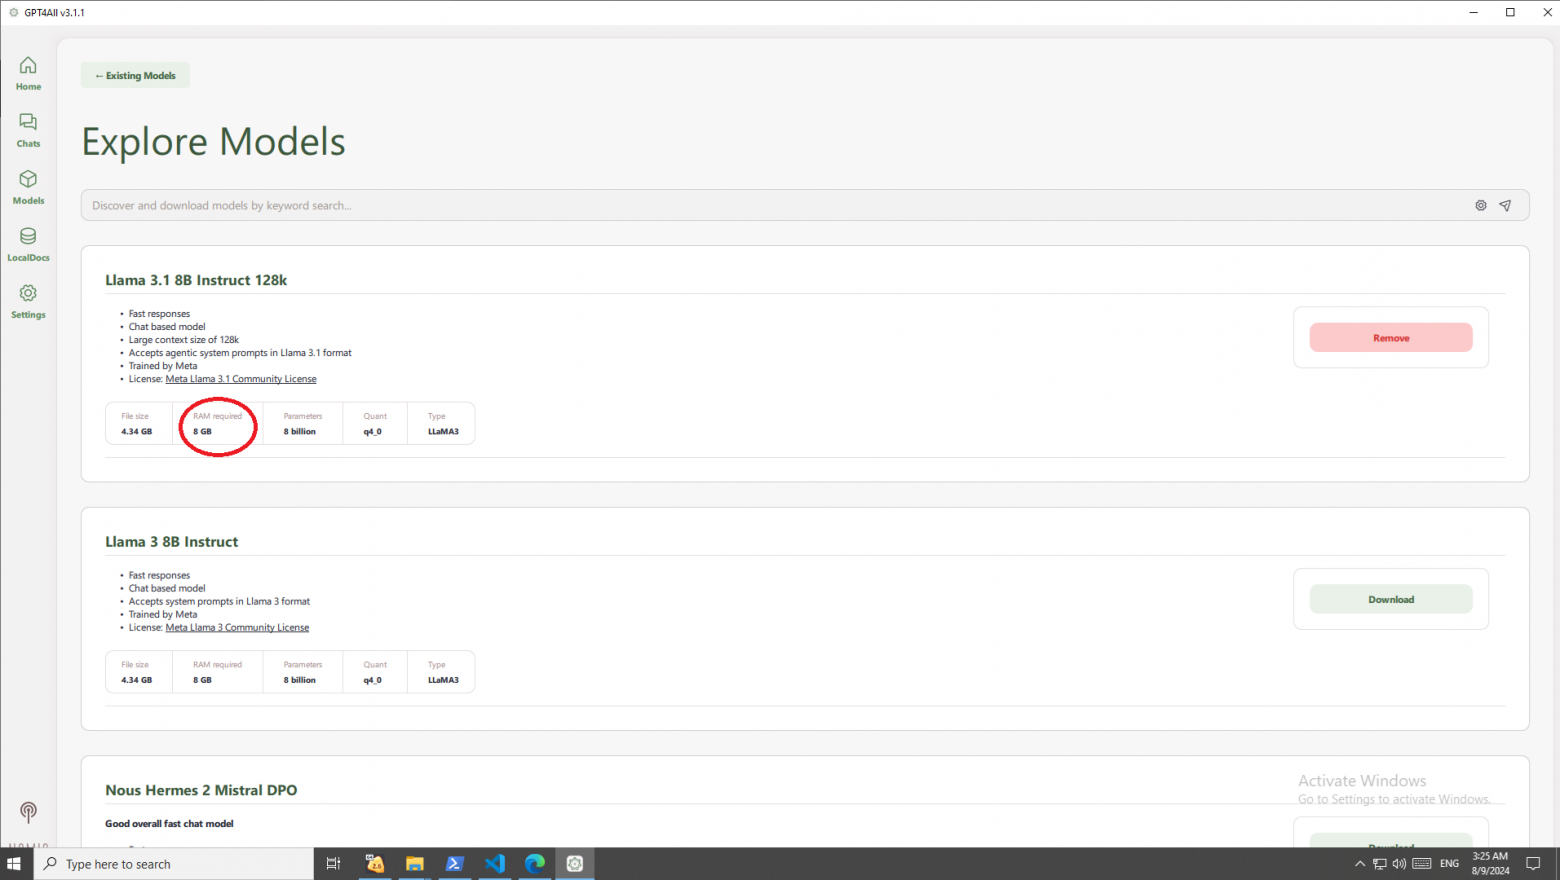 GPT4All v3.1.1
Home
Chats
Models
LocalDocs
Settings
← Existing Models
Explore Models
Discover and download models by keyword search...
Llama 3.1 8B Instruct 128k
• Fast responses
• Chat based model
• Large context size of 128k
• Accepts agentic system prompts in Llama 3.1 format
• Trained by Meta
• License: Meta Llama 3.1 Community License
Remove
File size RAM required Parameters Quant Type
4.34 GB 8 GB 8 billion q4_0 LLaMA3
Llama 3 8B Instruct
• Fast responses
• Chat based model
• Accepts system prompts in Llama 3 format
• Trained by Meta
• License: Meta Llama 3 Community License
Download
File size RAM required Parameters Quant Type
4.34 GB 8 GB 8 billion q4_0 LLaMA3
Nous Hermes 2 Mistral DPO
Good overall fast chat model
Activate Windows
Go to Settings to activate Windows.
Download
Type here to search
ENG
3:25 AM
8/9/2024